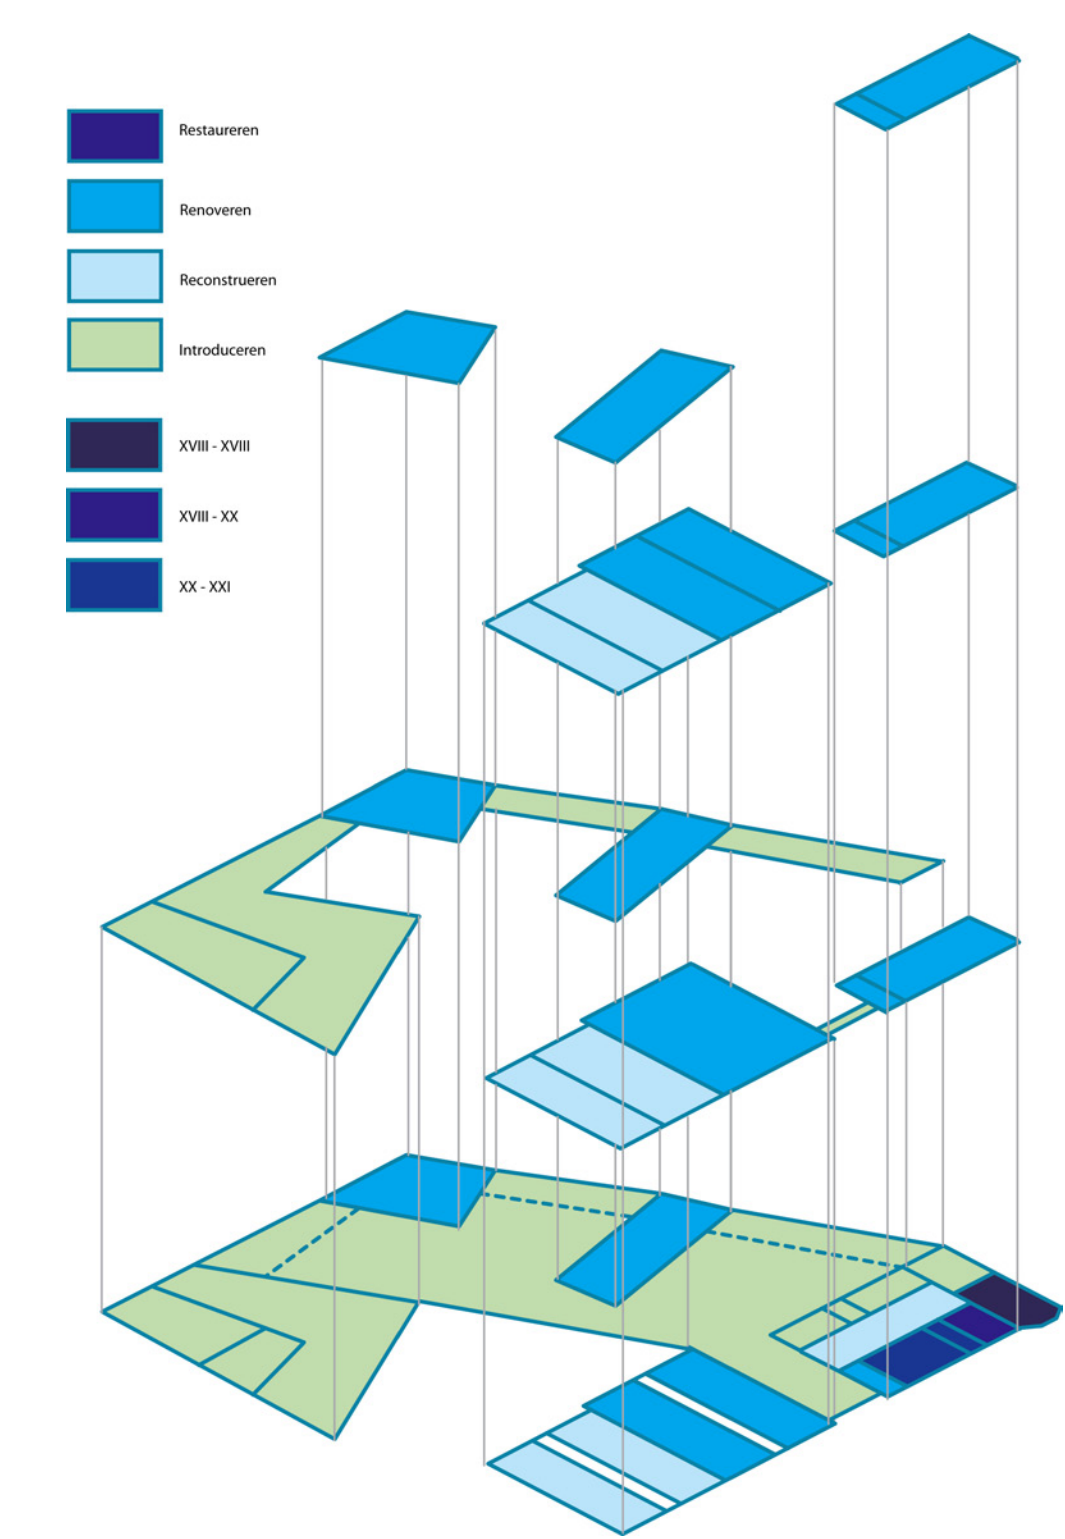 Restaureren
Renoveren
Reconstrueren
Introduceren
XVIII - XVIII
XVIII - XX
XX - XXI